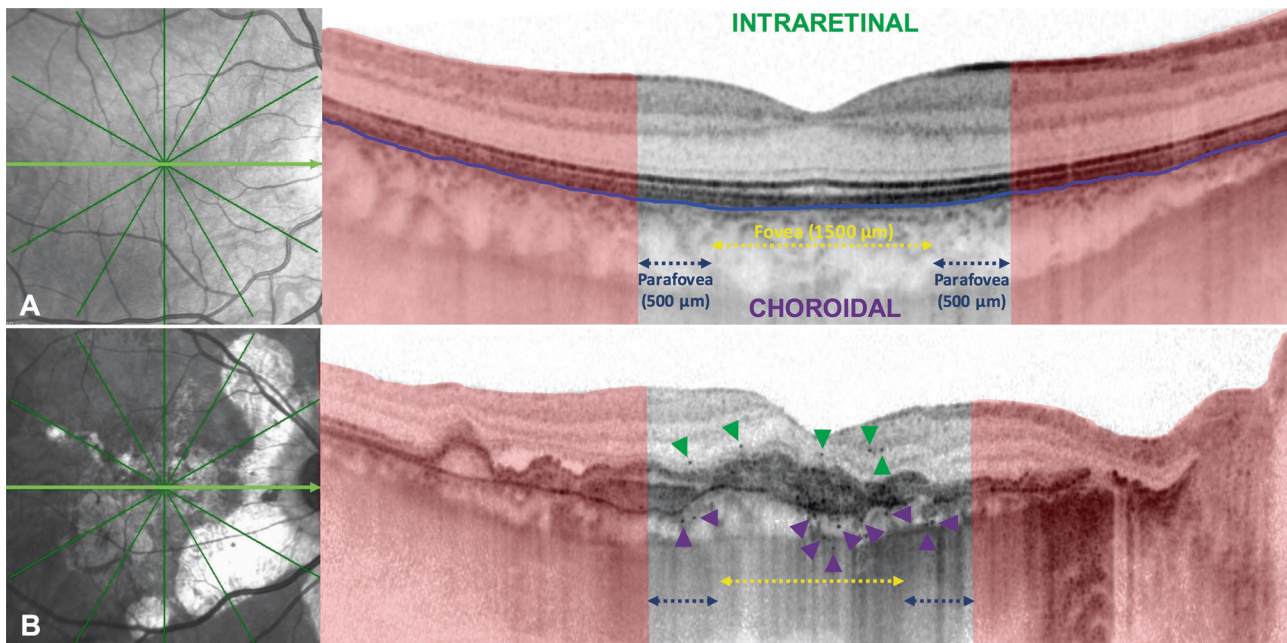 INTRARETINAL
Fovea (1500 μm)
Parafovea
(500 μm)
Parafovea
(500 μm)
CHOROIDAL
A
B